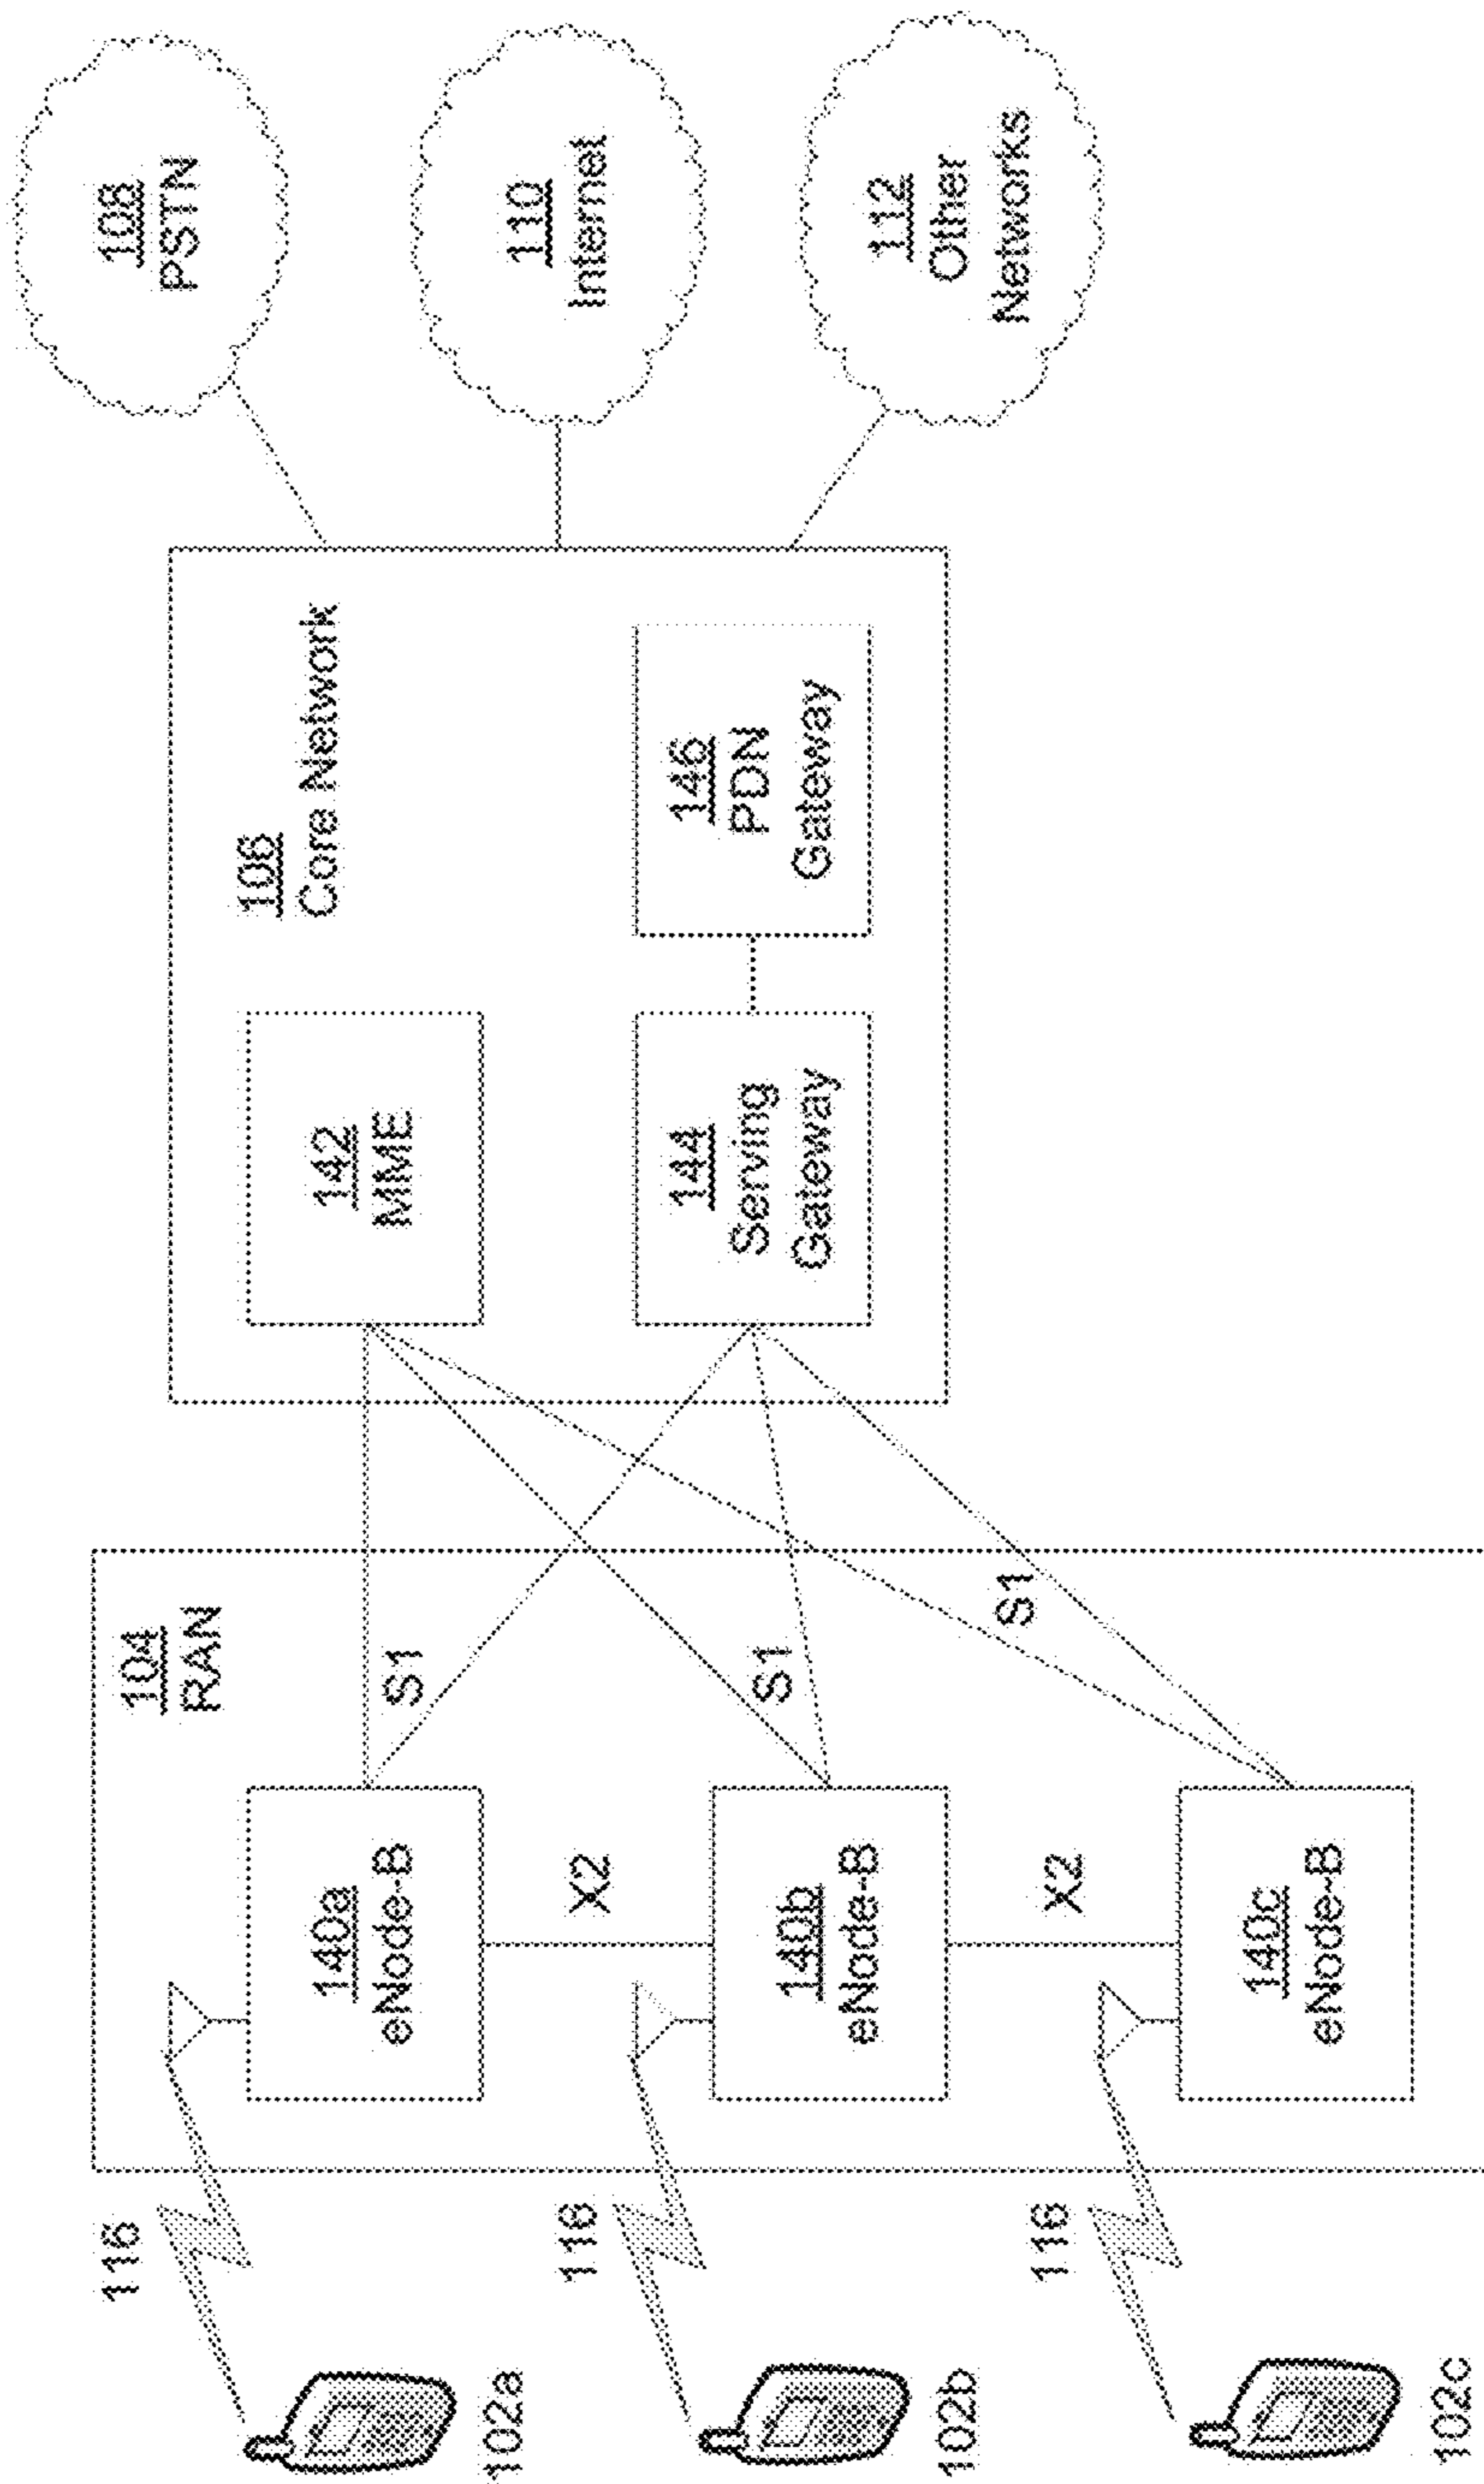 116
102a
116
102b
116
102c
104
RAN
140a
eNode-B
X2
140b
eNode-B
X2
140c
eNode-B
S1
S1
S1
106
Core Network
142
MME
144
Serving
Gateway
146
PDN
Gateway
108
PSTN
110
Internet
112
Other
Networks